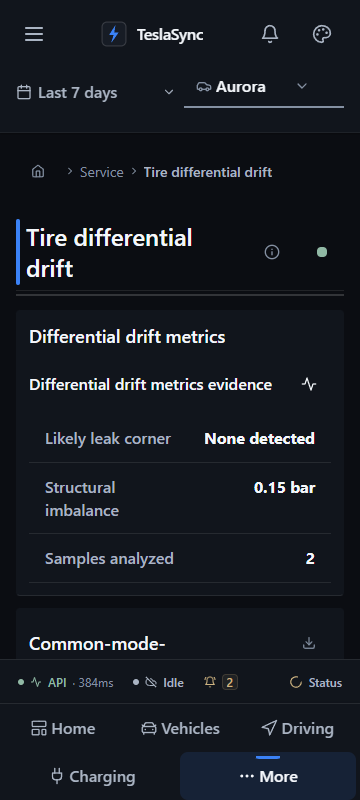 TeslaSync
Last 7 days
Aurora
Service
Tire differential drift
Tire differential
drift
Differential drift metrics
Differential drift metrics evidence
Likely leak corner None detected
Structural 0.15 bar
imbalance
Samples analyzed 2
Common-mode-
API · 384ms Idle 2 Status
Home Vehicles Driving
Charging More